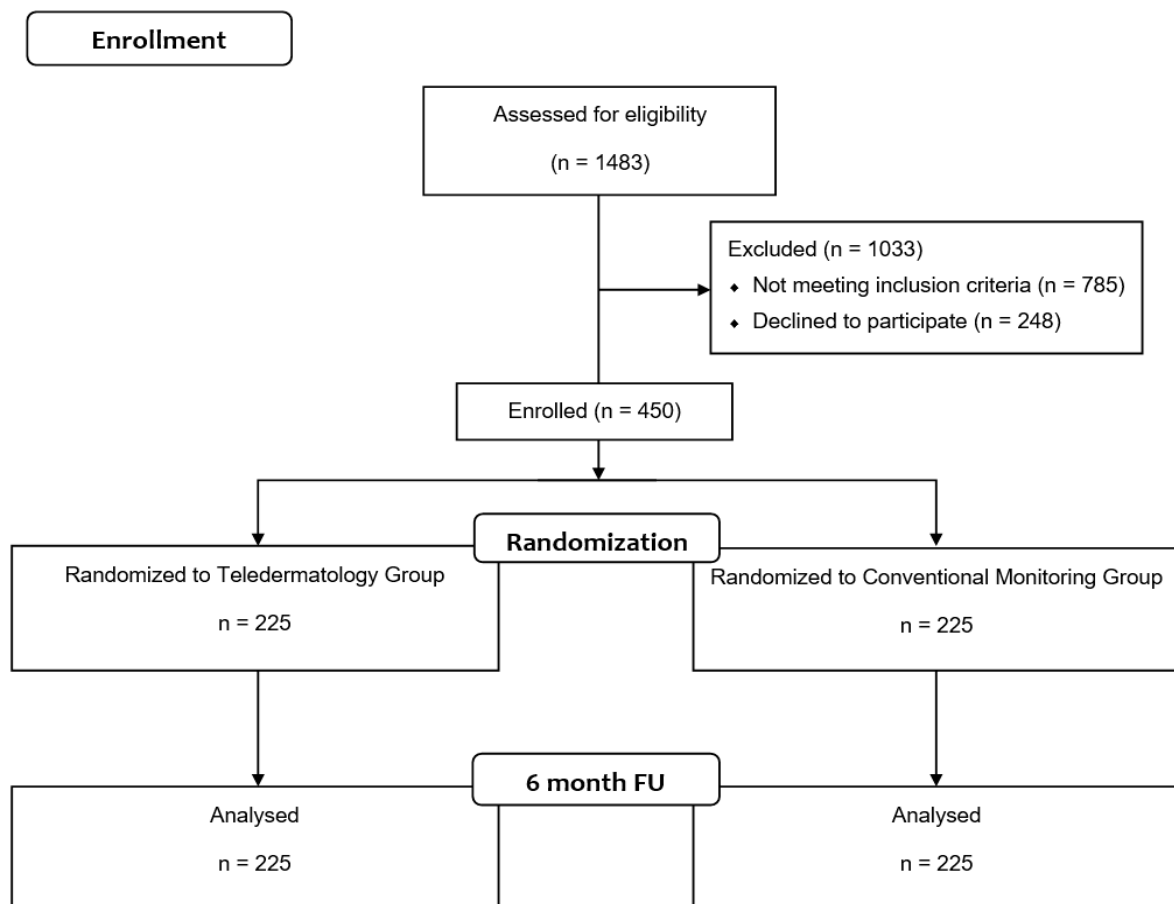 Enrollment
Assessed for eligibility
(n = 1483)
Excluded (n = 1033)
⬥ Not meeting inclusion criteria (n = 785)
⬥ Declined to participate (n = 248)
Enrolled (n = 450)
Randomization
Randomized to Teledermatology Group
n = 225
Randomized to Conventional Monitoring Group
n = 225
6 month FU
Analysed
n = 225
Analysed
n = 225